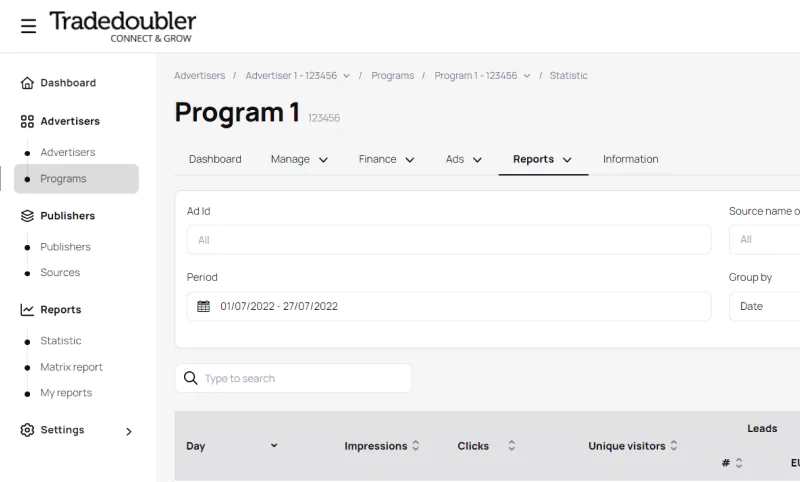 Tradedoubler
CONNECT & GROW
Dashboard
Advertisers
Advertisers
Programs
Publishers
Publishers
Sources
Reports
Statistic
Matrix report
My reports
Settings
Advertisers / Advertiser 1 - 123456 / Programs / Program 1 - 123456 / Statistic
Program 1 123456
Dashboard Manage Finance Ads Reports Information
Ad Id
All
Source name o
All
Period
01/07/2022 - 27/07/2022
Group by
Date
Type to search
Day Impressions Clicks Unique visitors Leads
#